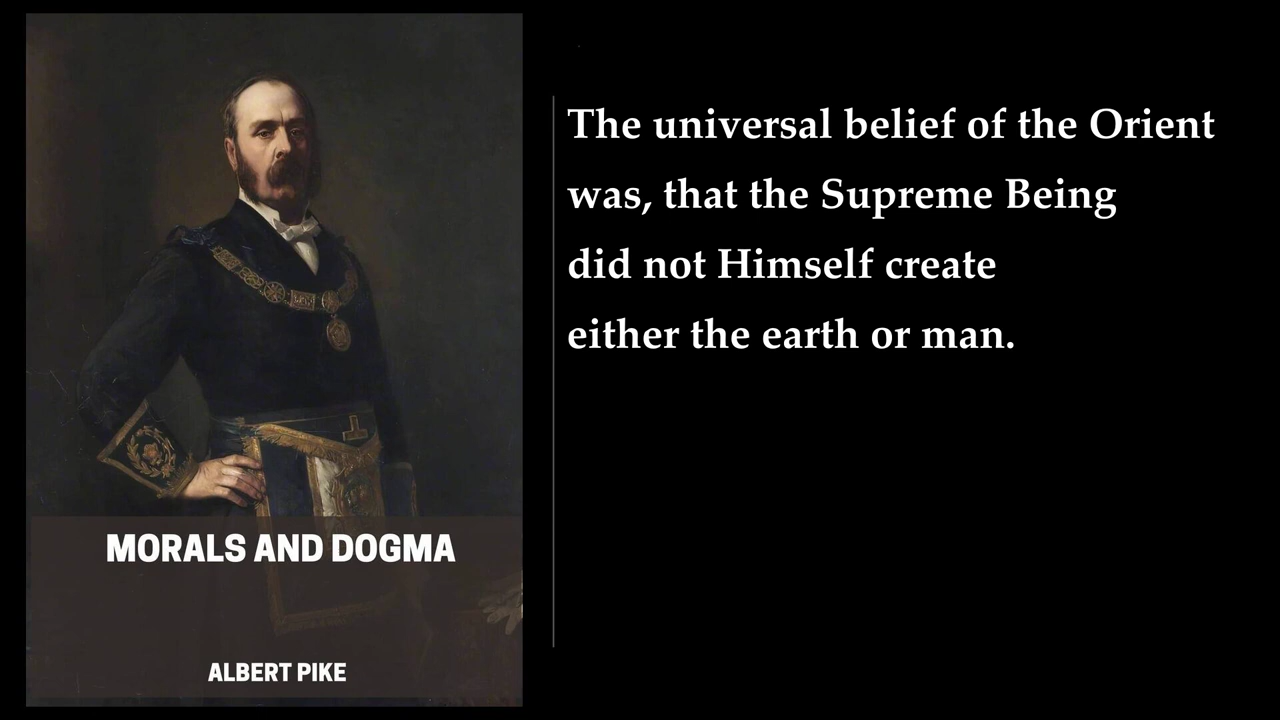 The universal belief of the Orient
was, that the Supreme Being
did not Himself create
either the earth or man.
MORALS AND DOGMA
ALBERT PIKE